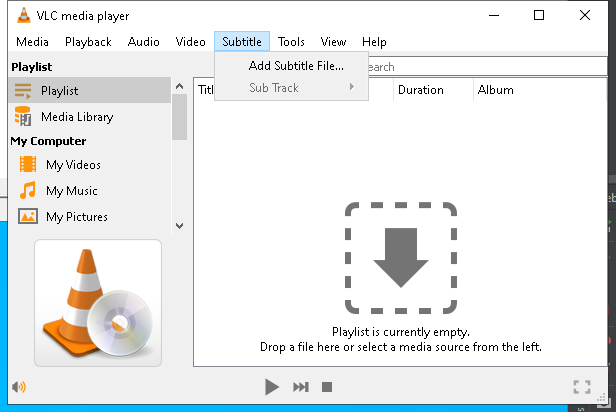 VLC media player
Media Playback Audio Video Subtitle Tools View Help
Playlist
Add Subtitle File...
Sub Track
Playlist
Media Library
My Computer
My Videos
My Music
My Pictures
Duration Album
Playlist is currently empty.
Drop a file here or select a media source from the left.